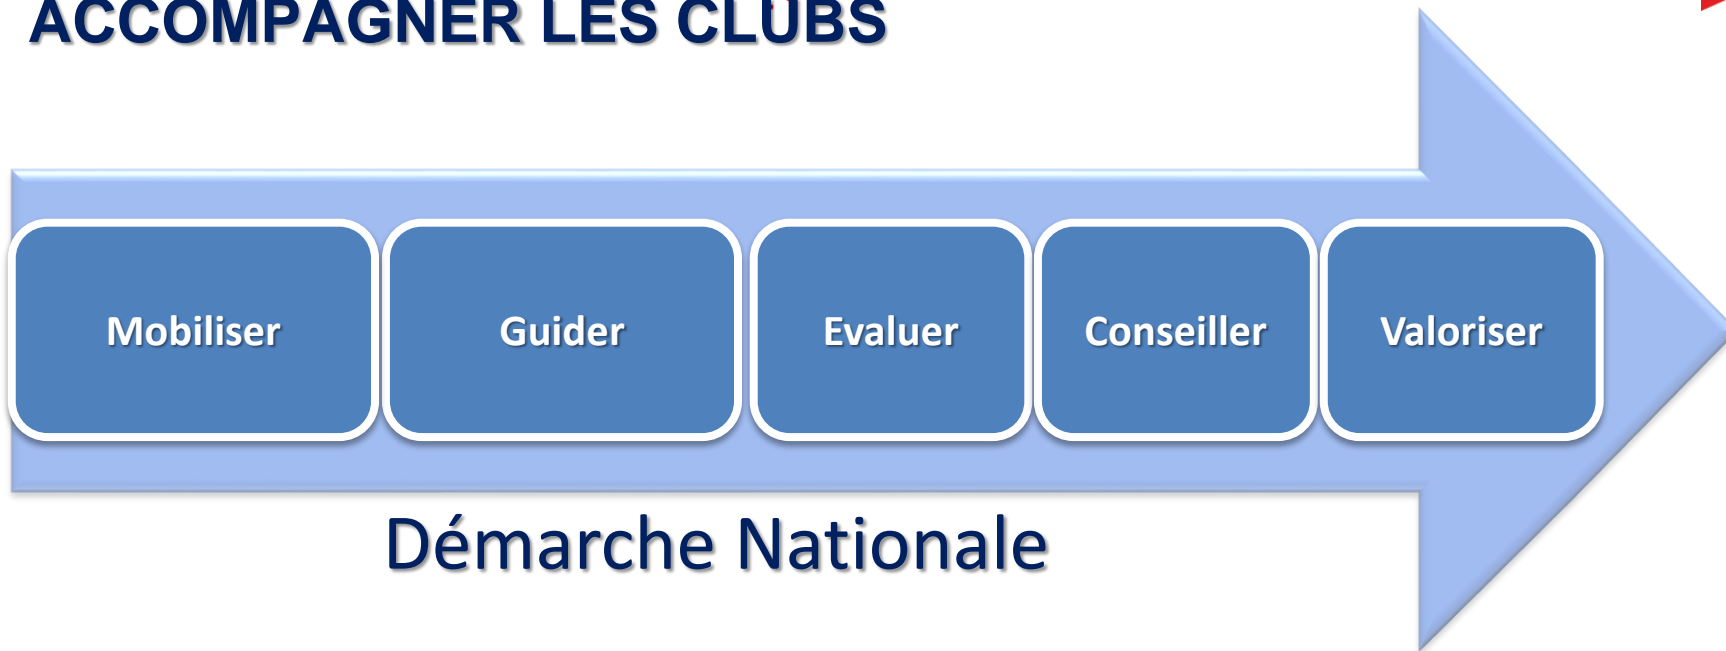 ACCOMPAGNER LES CLUBS
Mobiliser Guider Evaluer Conseiller Valoriser
Démarche Nationale